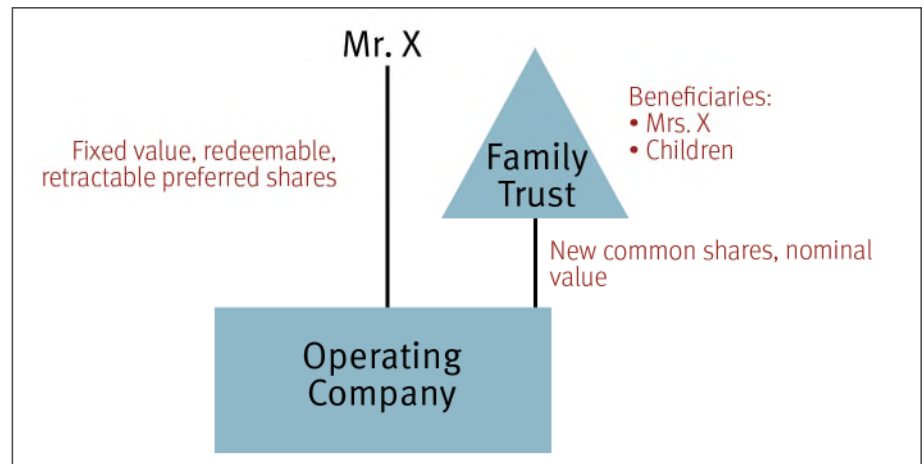 Mr. X
Beneficiaries:
• Mrs. X
• Children
Fixed value, redeemable,
retractable preferred shares
Family
Trust
New common shares, nominal
value
Operating
Company